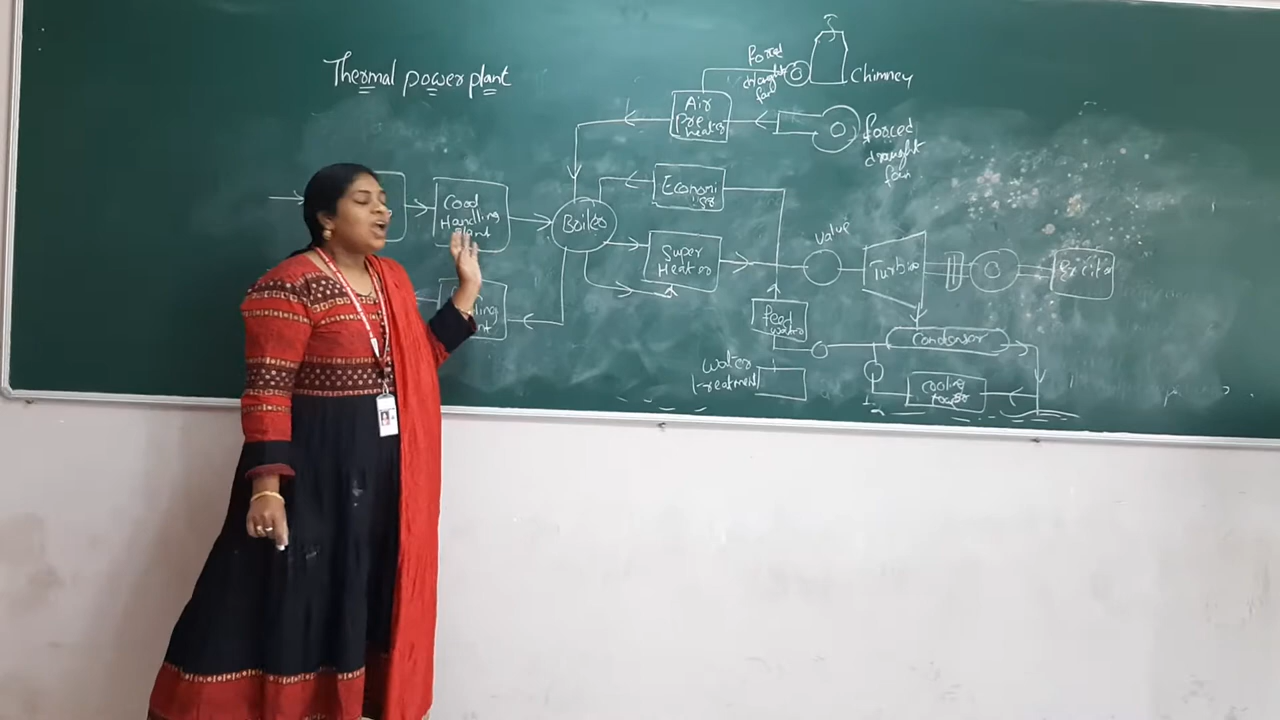 Thermal power plant
Forced
draught
fan
Chimney
Air
Pre
heater
Forced
draught
fan
Economi
ser
Coal
Handling
Plant
Boiler
Super
Heater
Valve
Turbine
Exciter
feed
water
Condensor
Water
treatment
cooling
tower